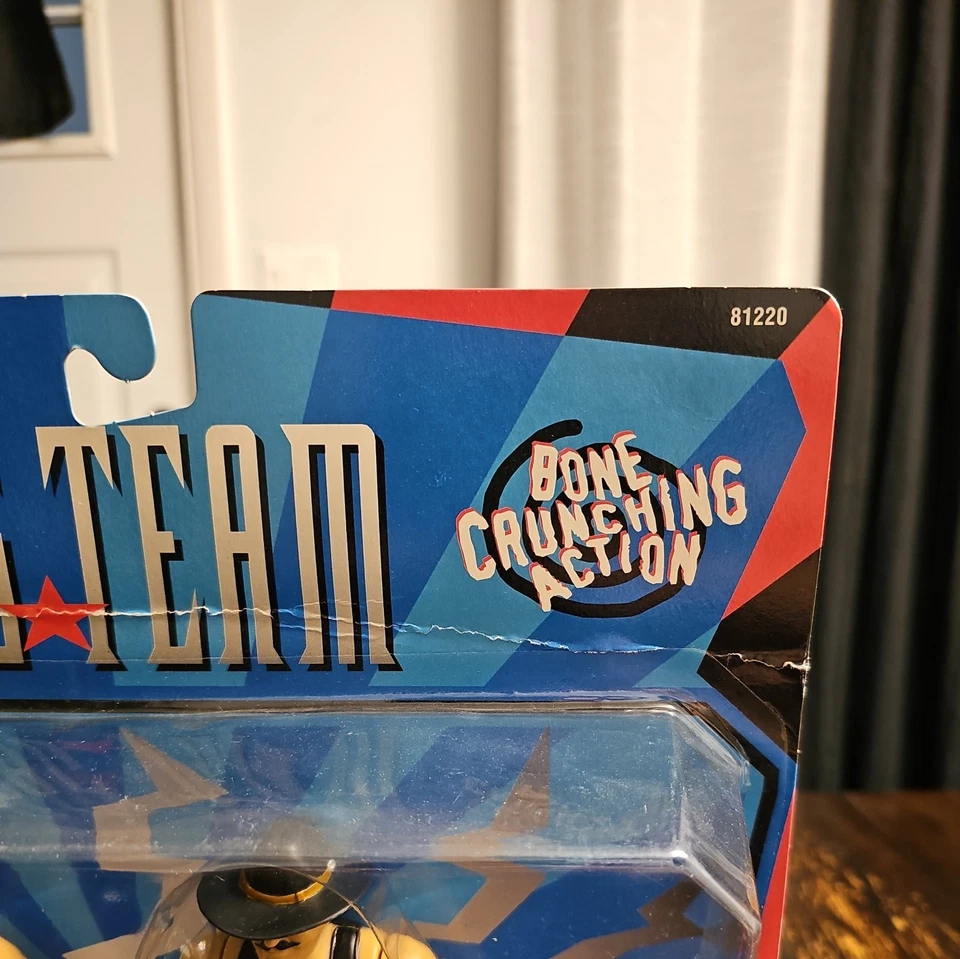 81220
TEAM
BONE
CRUNCHING
ACTION